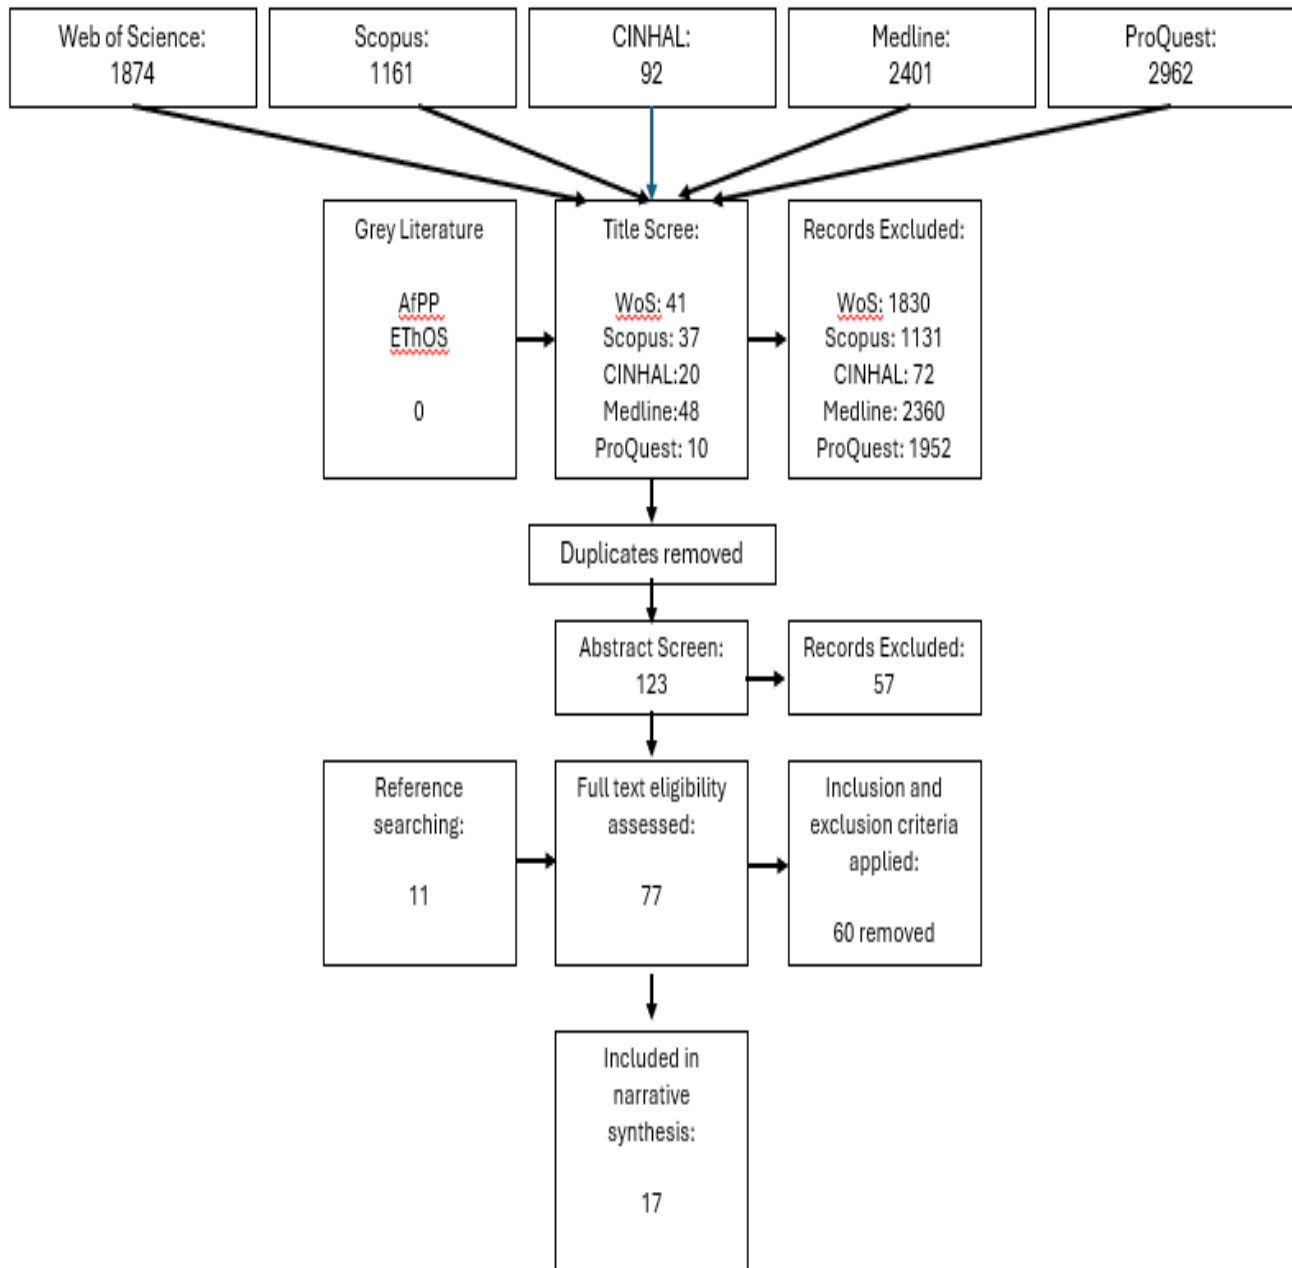 Web of Science:
1874
Scopus:
1161
CINHAL:
92
Medline:
2401
ProQuest:
2962
Grey Literature
AfPP
EThOS
0
Title Scree:
WoS: 41
Scopus: 37
CINHAL:20
Medline:48
ProQuest: 10
Records Excluded:
WoS: 1830
Scopus: 1131
CINHAL: 72
Medline: 2360
ProQuest: 1952
Duplicates removed
Abstract Screen:
123
Records Excluded:
57
Reference
searching:
11
Full text eligibility
assessed:
77
Inclusion and
exclusion criteria
applied:
60 removed
Included in
narrative
synthesis:
17